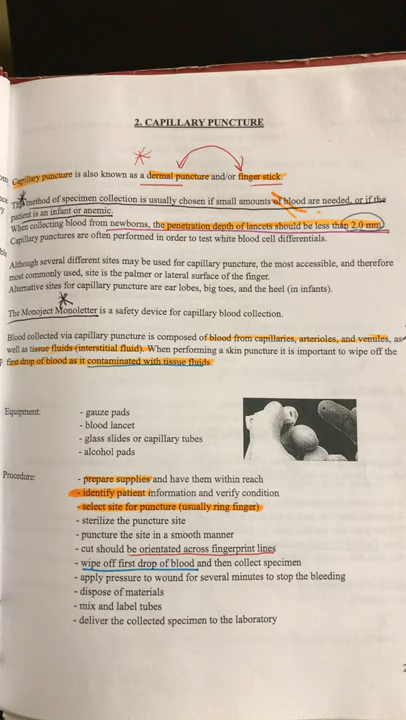 2. CAPILLARY PUNCTURE
Capillary puncture is also known as a dermal puncture and/or finger stick.
This method of specimen collection is usually chosen if small amounts of blood are needed, or if the
patient is an infant or anemic.
When collecting blood from newborns, the penetration depth of lancets should be less than 2.0 mm.
Capillary punctures are often performed in order to test white blood cell differentials.
Although several different sites may be used for capillary puncture, the most accessible, and therefore
most commonly used, site is the palmar or lateral surface of the finger.
Alternative sites for capillary puncture are ear lobes, big toes, and the heel (in infants).
The Monoject Monoletter is a safety device for capillary blood collection.
Blood collected via capillary puncture is composed of blood from capillaries, arterioles, and venules, as
well as tissue fluids (interstitial fluid). When performing a skin puncture it is important to wipe off the
first drop of blood as it contaminated with tissue fluids.
Equipment:
- gauze pads
- blood lancet
- glass slides or capillary tubes
- alcohol pads
Procedure:
- prepare supplies and have them within reach
- identify patient information and verify condition
- select site for puncture (usually ring finger)
- sterilize the puncture site
- puncture the site in a smooth manner
- cut should be orientated across fingerprint lines
- wipe off first drop of blood and then collect specimen
- apply pressure to wound for several minutes to stop the bleeding
- dispose of materials
- mix and label tubes
- deliver the collected specimen to the laboratory